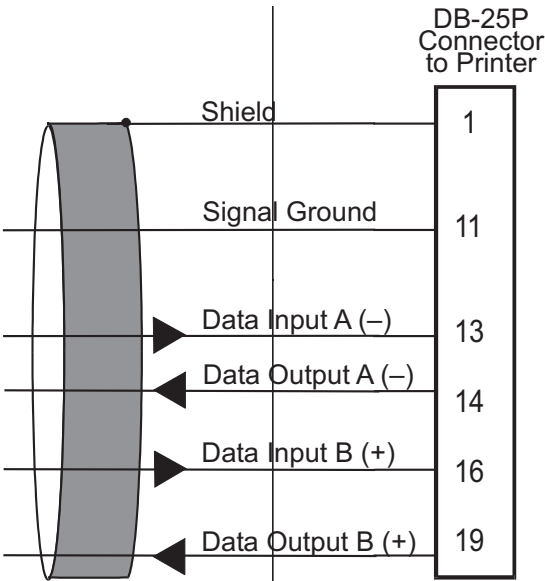 DB-25P
Connector
to Printer
Shield
1
Signal Ground
11
Data Input A (–)
13
Data Output A (–)
14
Data Input B (+)
16
Data Output B (+)
19